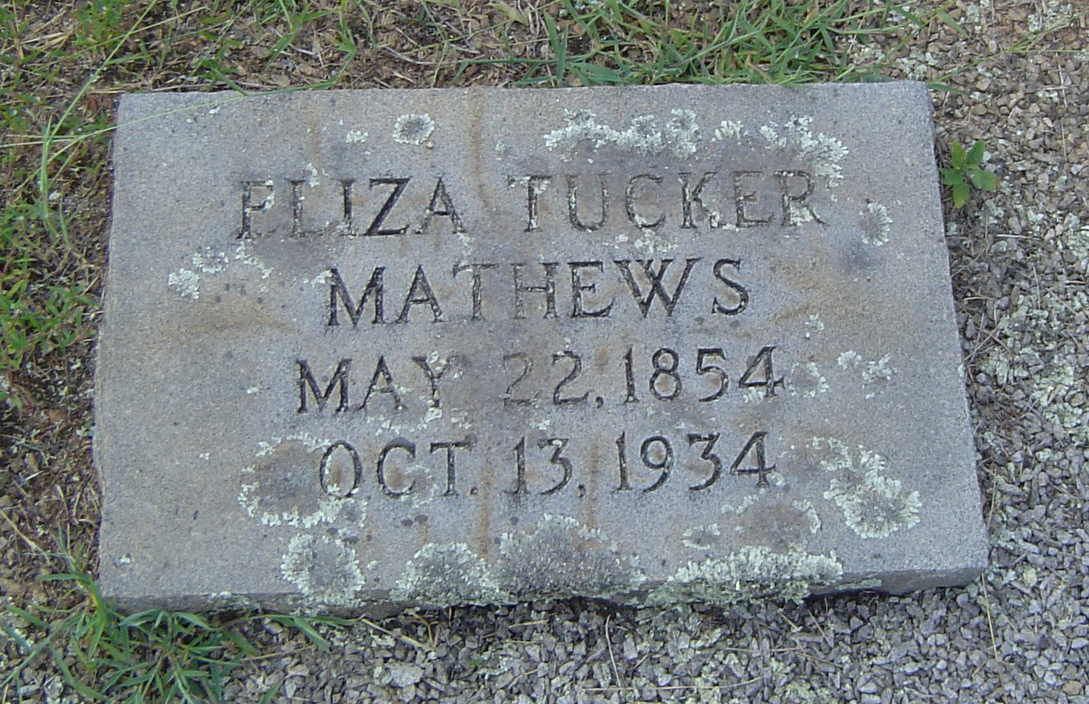 ELIZA TUCKER
MATHEWS
MAY 22, 1854
OCT. 13, 1934